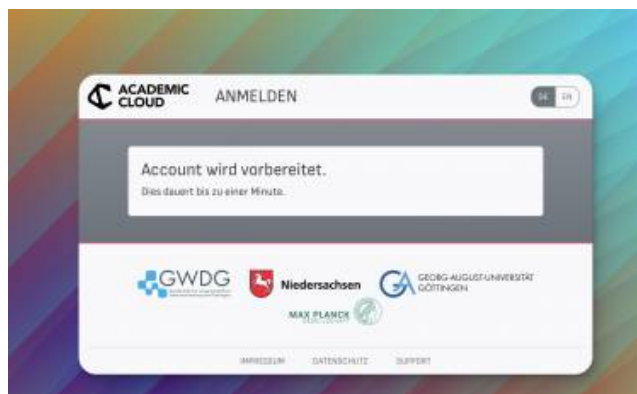 ACADEMIC
CLOUD
ANMELDEN
DE EN
Account wird vorbereitet.
Dies dauert bis zu einer Minute.
GWDG
Niedersachsen
GEORG-AUGUST-UNIVERSITÄT
GÖTTINGEN
MAX PLANCK
GESELLSCHAFT
IMPRESSUM DATENSCHUTZ SUPPORT